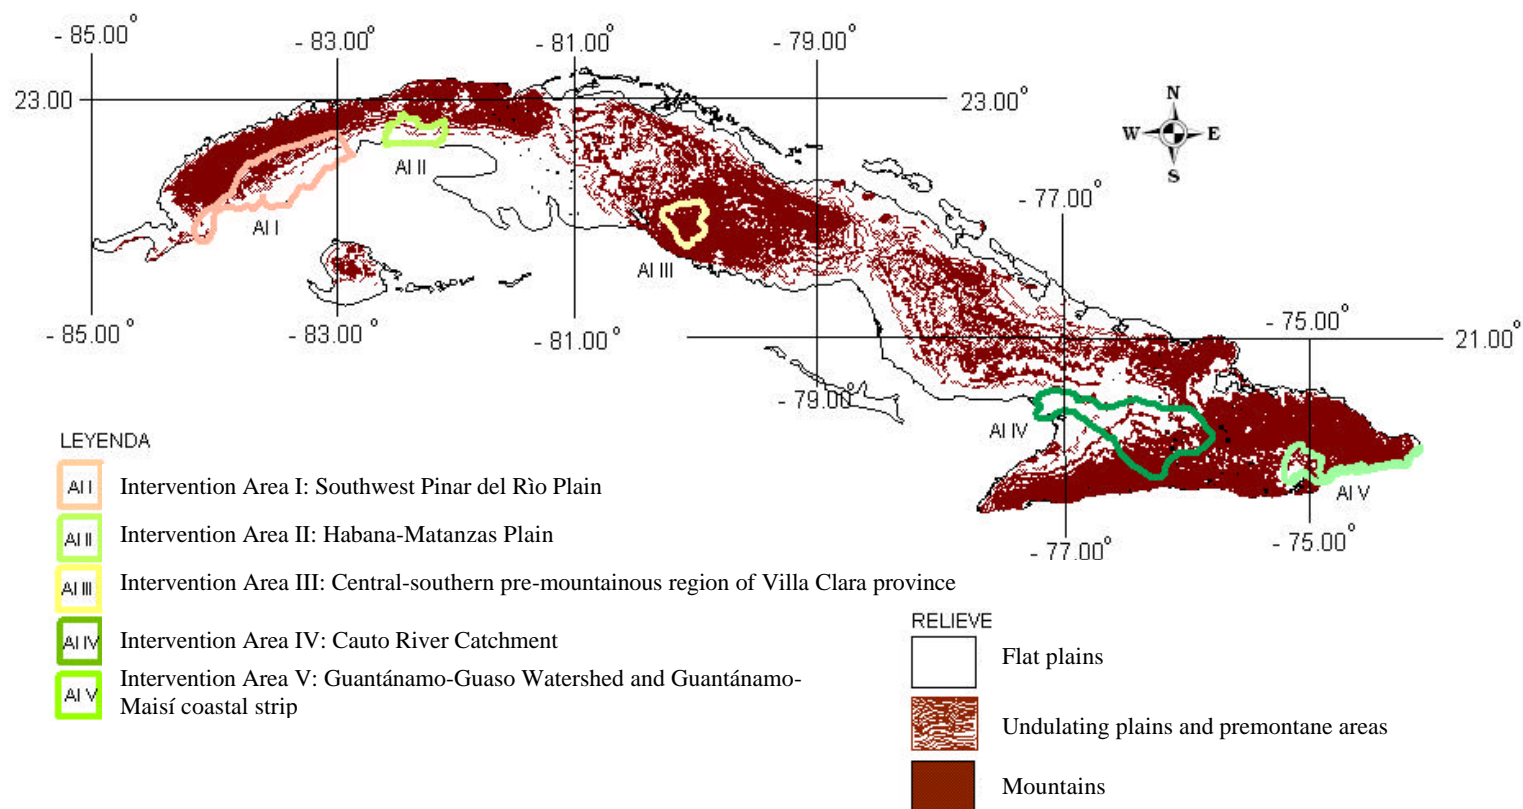 - 85.00°
- 83.00°
- 81.00°
- 79.00°
23.00
23.00°
N
W E
S
AI II
- 77.00°
AI I
AI III
- 85.00°
- 83.00°
- 81.00°
- 75.00°
21.00°
- 79.00°
AI IV
AI V
- 77.00°
- 75.00°
LEYENDA
AI I Intervention Area I: Southwest Pinar del Rìo Plain
AI II Intervention Area II: Habana-Matanzas Plain
AI III Intervention Area III: Central-southern pre-mountainous region of Villa Clara province
AI IV Intervention Area IV: Cauto River Catchment
AI V Intervention Area V: Guantánamo-Guaso Watershed and Guantánamo-
Maisí coastal strip
RELIEVE
Flat plains
Undulating plains and premontane areas
Mountains